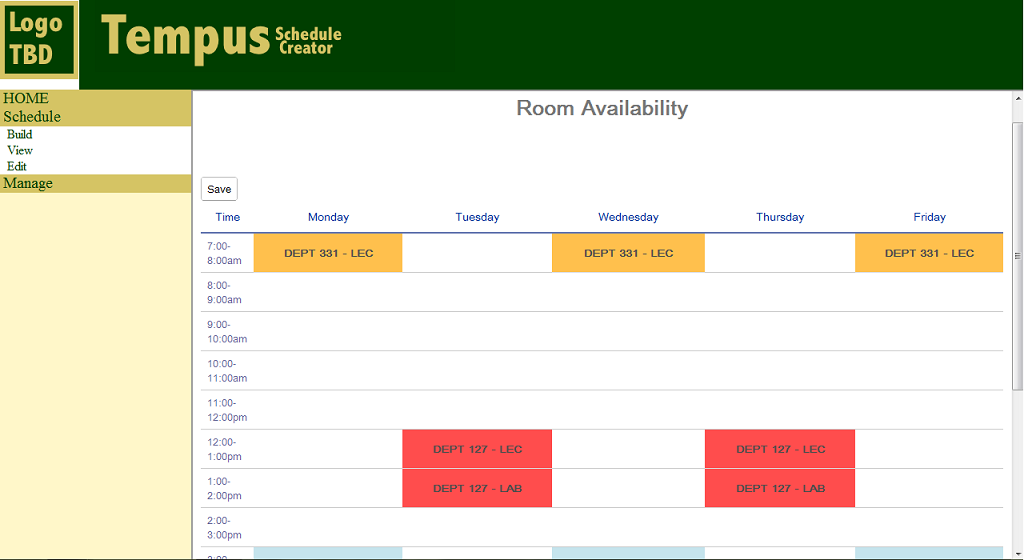 Logo
TBD
Tempus Schedule
Creator
HOME
Schedule
Build
View
Edit
Manage
Room Availability
Save
Time Monday Tuesday Wednesday Thursday Friday
7:00-
8:00am
DEPT 331 - LEC DEPT 331 - LEC DEPT 331 - LEC
8:00-
9:00am
9:00-
10:00am
10:00-
11:00am
11:00-
12:00pm
12:00-
1:00pm
DEPT 127 - LEC DEPT 127 - LEC
1:00-
2:00pm
DEPT 127 - LAB DEPT 127 - LAB
2:00-
3:00pm